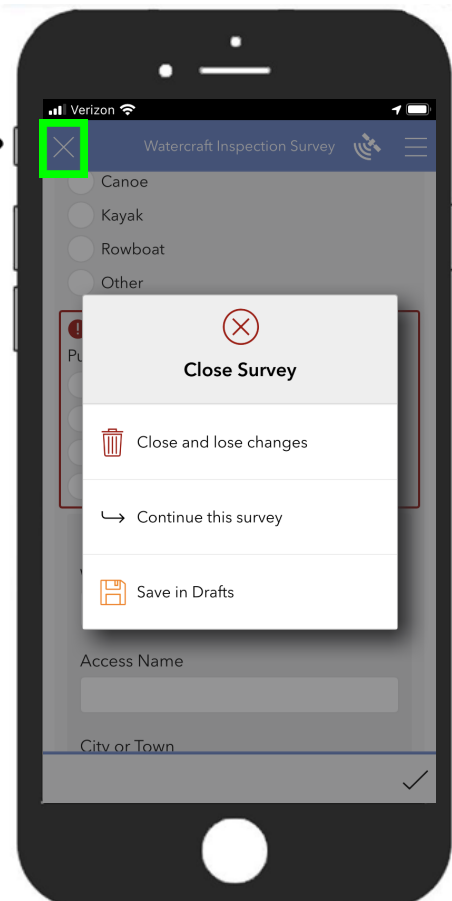 Verizon
Watercraft Inspection Survey
Canoe
Kayak
Rowboat
Other
Close Survey
Close and lose changes
Continue this survey
Save in Drafts
Access Name
City or Town